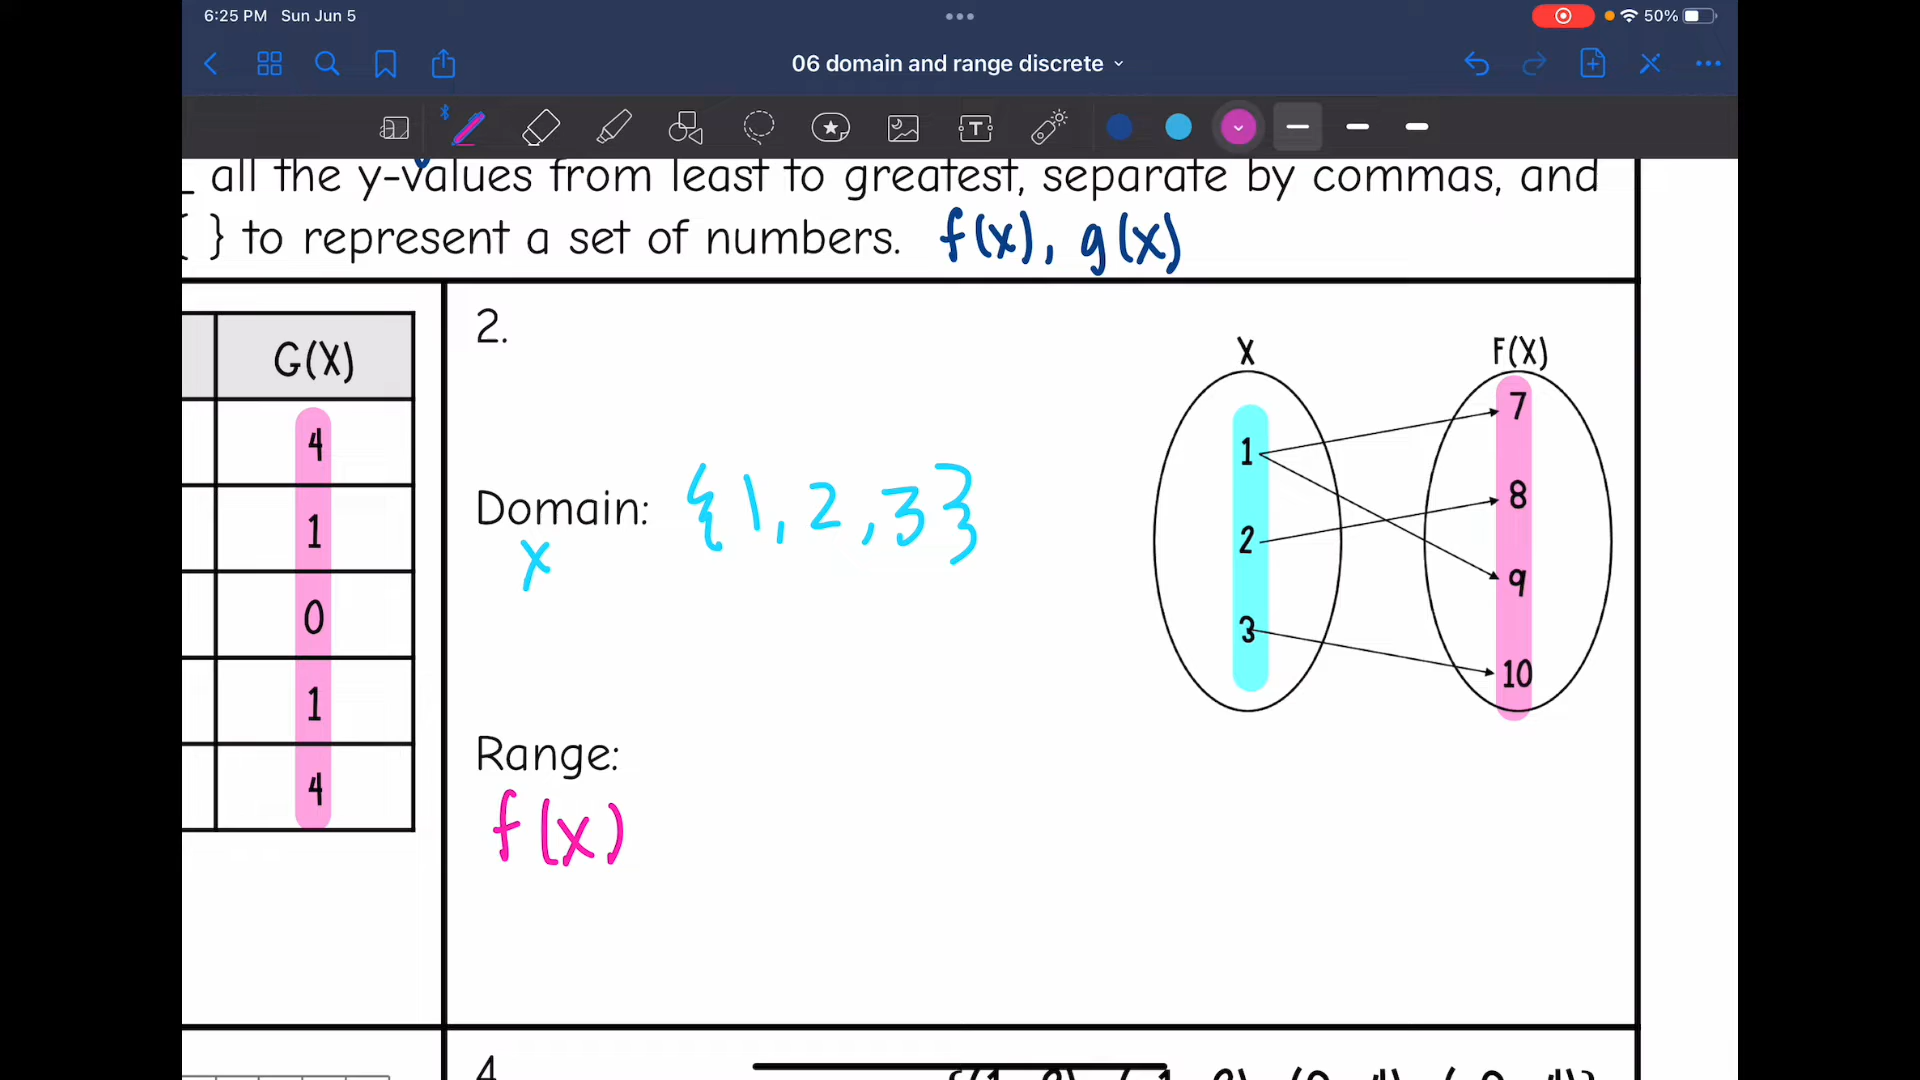 6:25 PM Sun Jun 5
50%
06 domain and range discrete
all the y-values from least to greatest, separate by commas, and
{ } to represent a set of numbers. f(x), g(x)
G(X)
4
1
0
1
4
2.
Domain: {1, 2, 3}
x
Range:
f(x)
X
1
2
3
F(X)
7
8
9
10
4